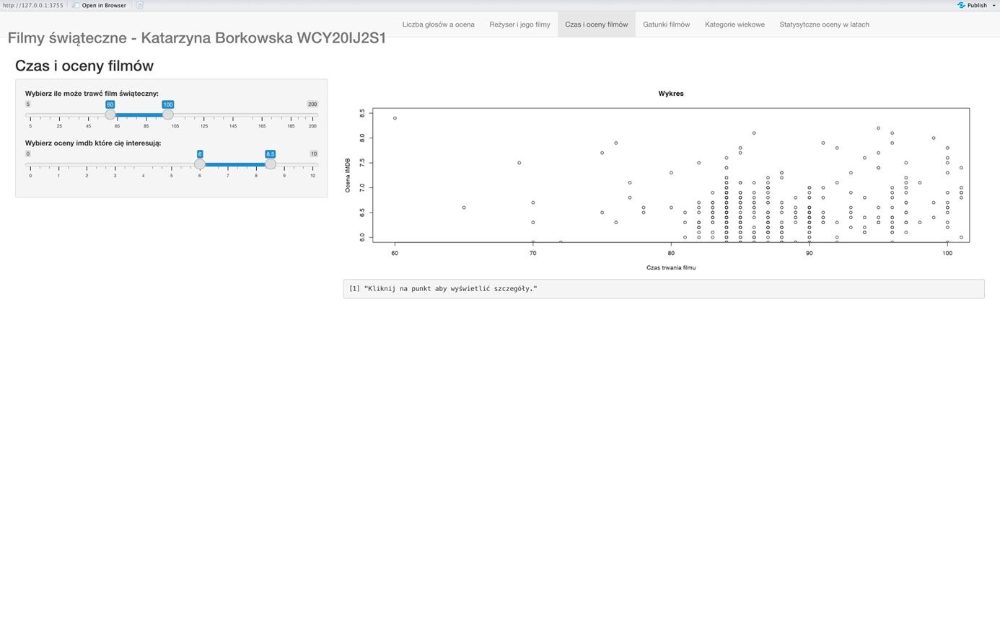 http://127.0.0.1:3755 Open in Browser Publish
Liczba głosów a ocena Reżyser i jego filmy Czas i oceny filmów Gatunki filmów Kategorie wiekowe Statysytczne oceny w latach
Filmy świąteczne - Katarzyna Borkowska WCY20IJ2S1
Czas i oceny filmów
Wybierz ile może trawć film świąteczny:
5 60 100 200
5 25 45 65 85 105 125 145 165 185 200
Wybierz oceny imdb które cię interesują:
0 6 8.5 10
0 1 2 3 4 5 6 7 8 9 10
Wykres
Ocena IMDB
8.5
8.0
7.5
7.0
6.5
6.0
60 70 80 90 100
Czas trwania filmu
[1] "Kliknij na punkt aby wyświetlić szczegóły."